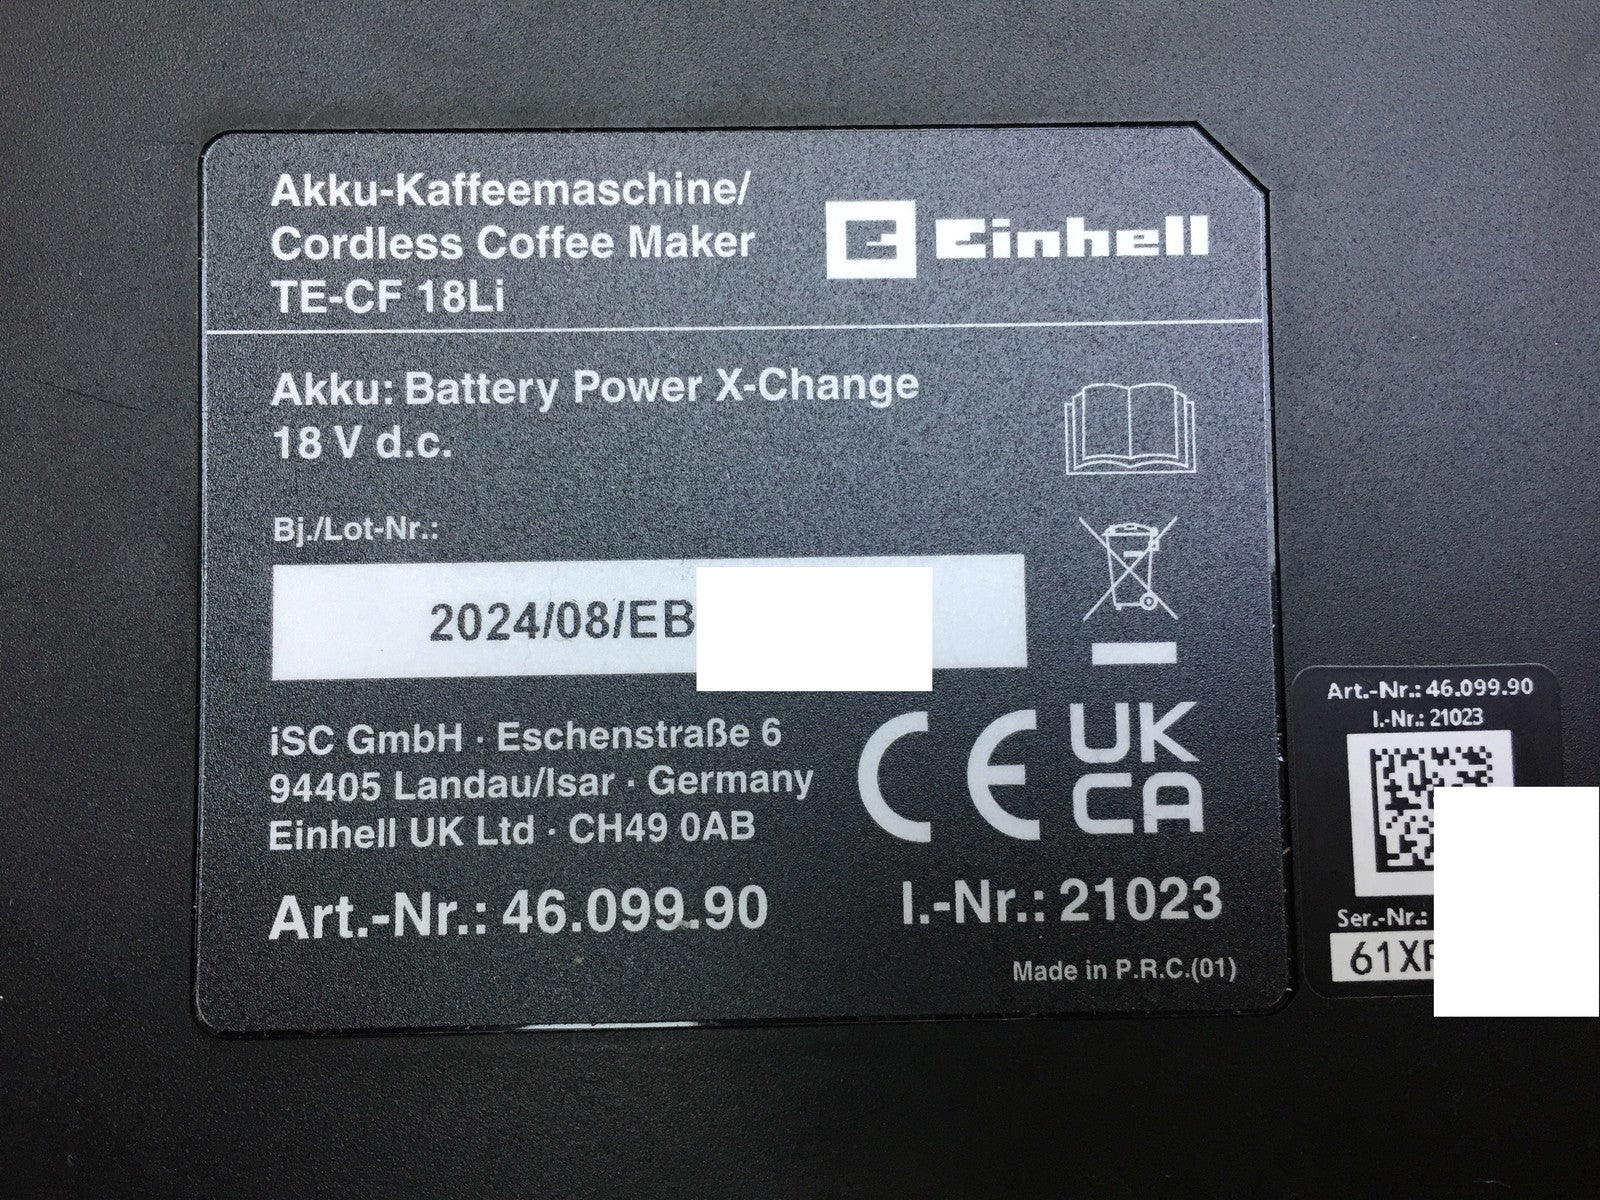 Akku-Kaffeemaschine/
Cordless Coffee Maker
TE-CF 18Li
Einhell
Akku: Battery Power X-Change
18 V d.c.
Bj./Lot-Nr.:
2024/08/EB
iSC GmbH · Eschenstraße 6
94405 Landau/Isar · Germany
Einhell UK Ltd · CH49 0AB
CE
UK
CA
Art.-Nr.: 46.099.90
I.-Nr.: 21023
Made in P.R.C.(01)
Art.-Nr.: 46.099.90
I.-Nr.: 21023
Ser.-Nr.: